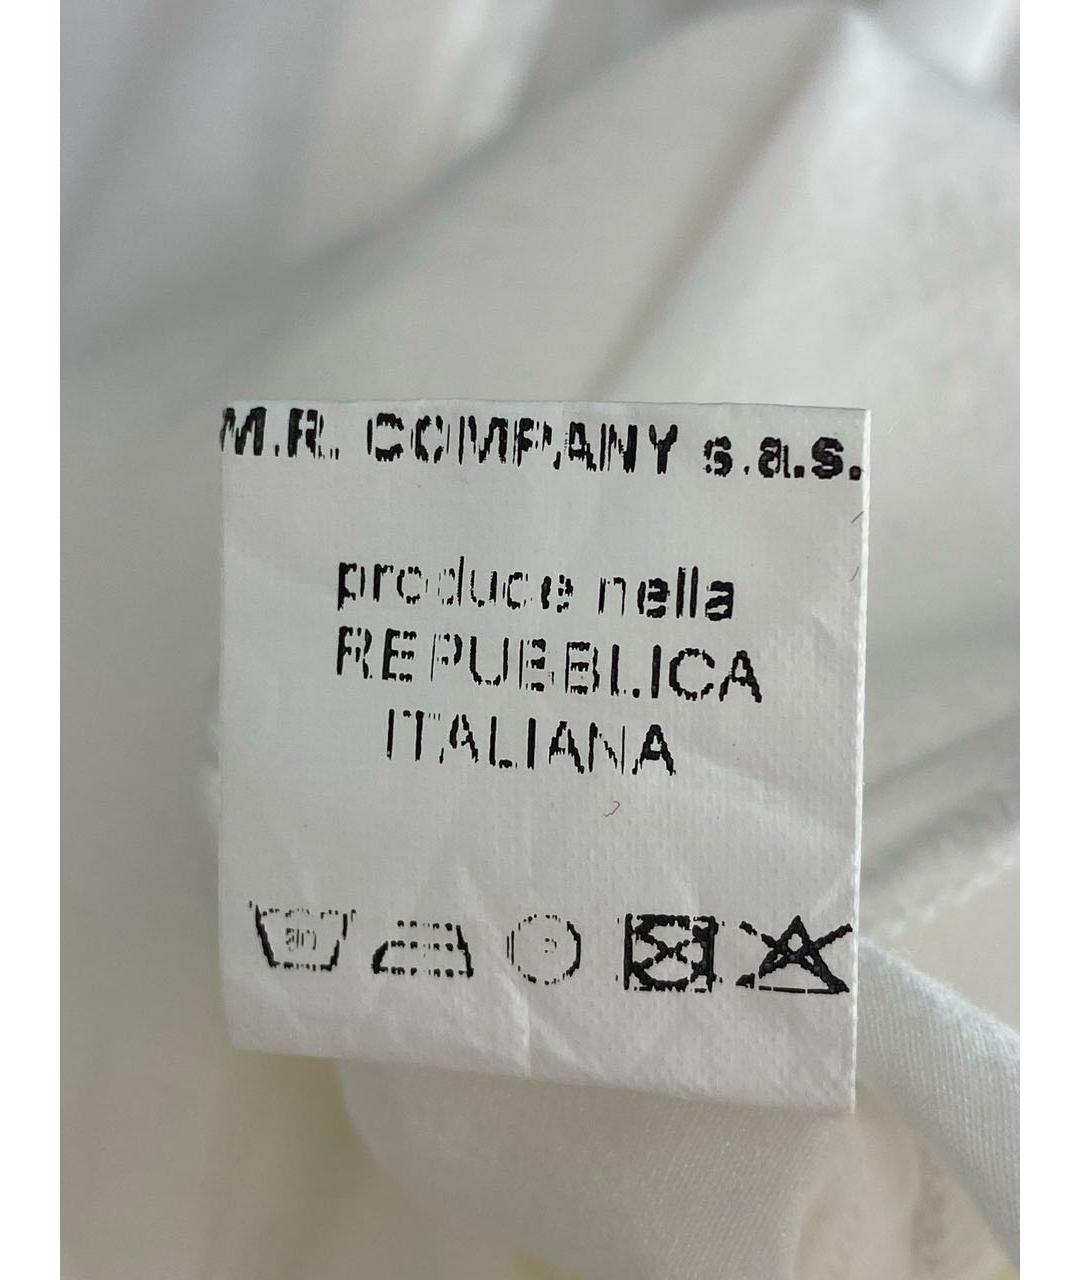 M.R. COMPANY s.a.s.
produce nella
REPUBBLICA
ITALIANA